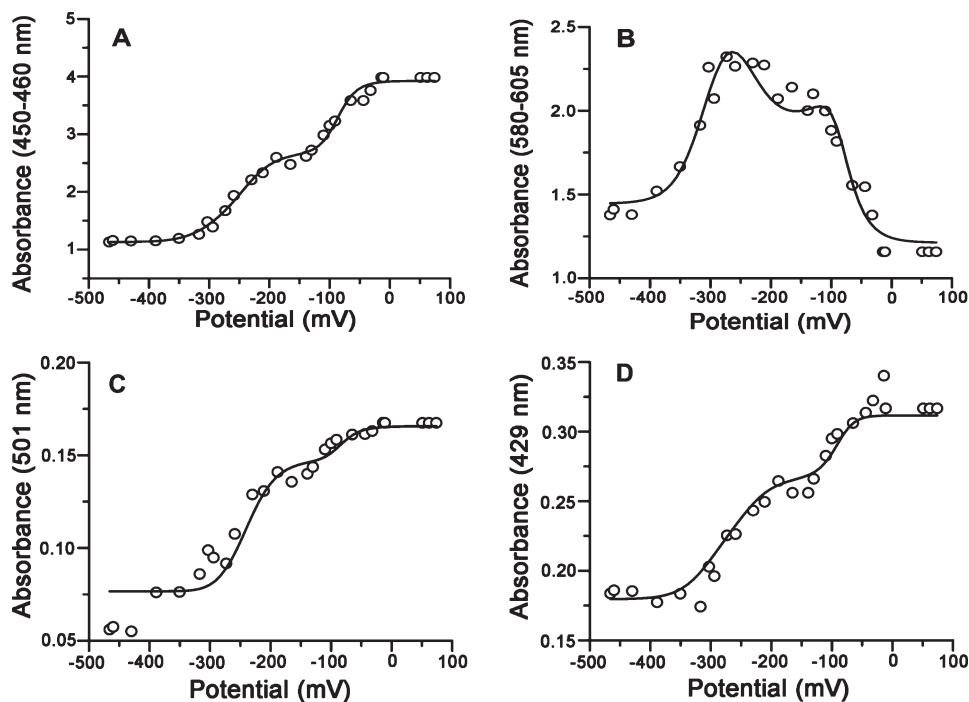 A
Absorbance (450-460 nm)
5
4
3
2
1
-500 -400 -300 -200 -100 0 100
Potential (mV)
B
Absorbance (580-605 nm)
2.5
2.0
1.5
1.0
-500 -400 -300 -200 -100 0 100
Potential (mV)
C
Absorbance (501 nm)
0.20
0.15
0.10
0.05
-500 -400 -300 -200 -100 0 100
Potential (mV)
D
Absorbance (429 nm)
0.35
0.30
0.25
0.20
0.15
-500 -400 -300 -200 -100 0 100
Potential (mV)